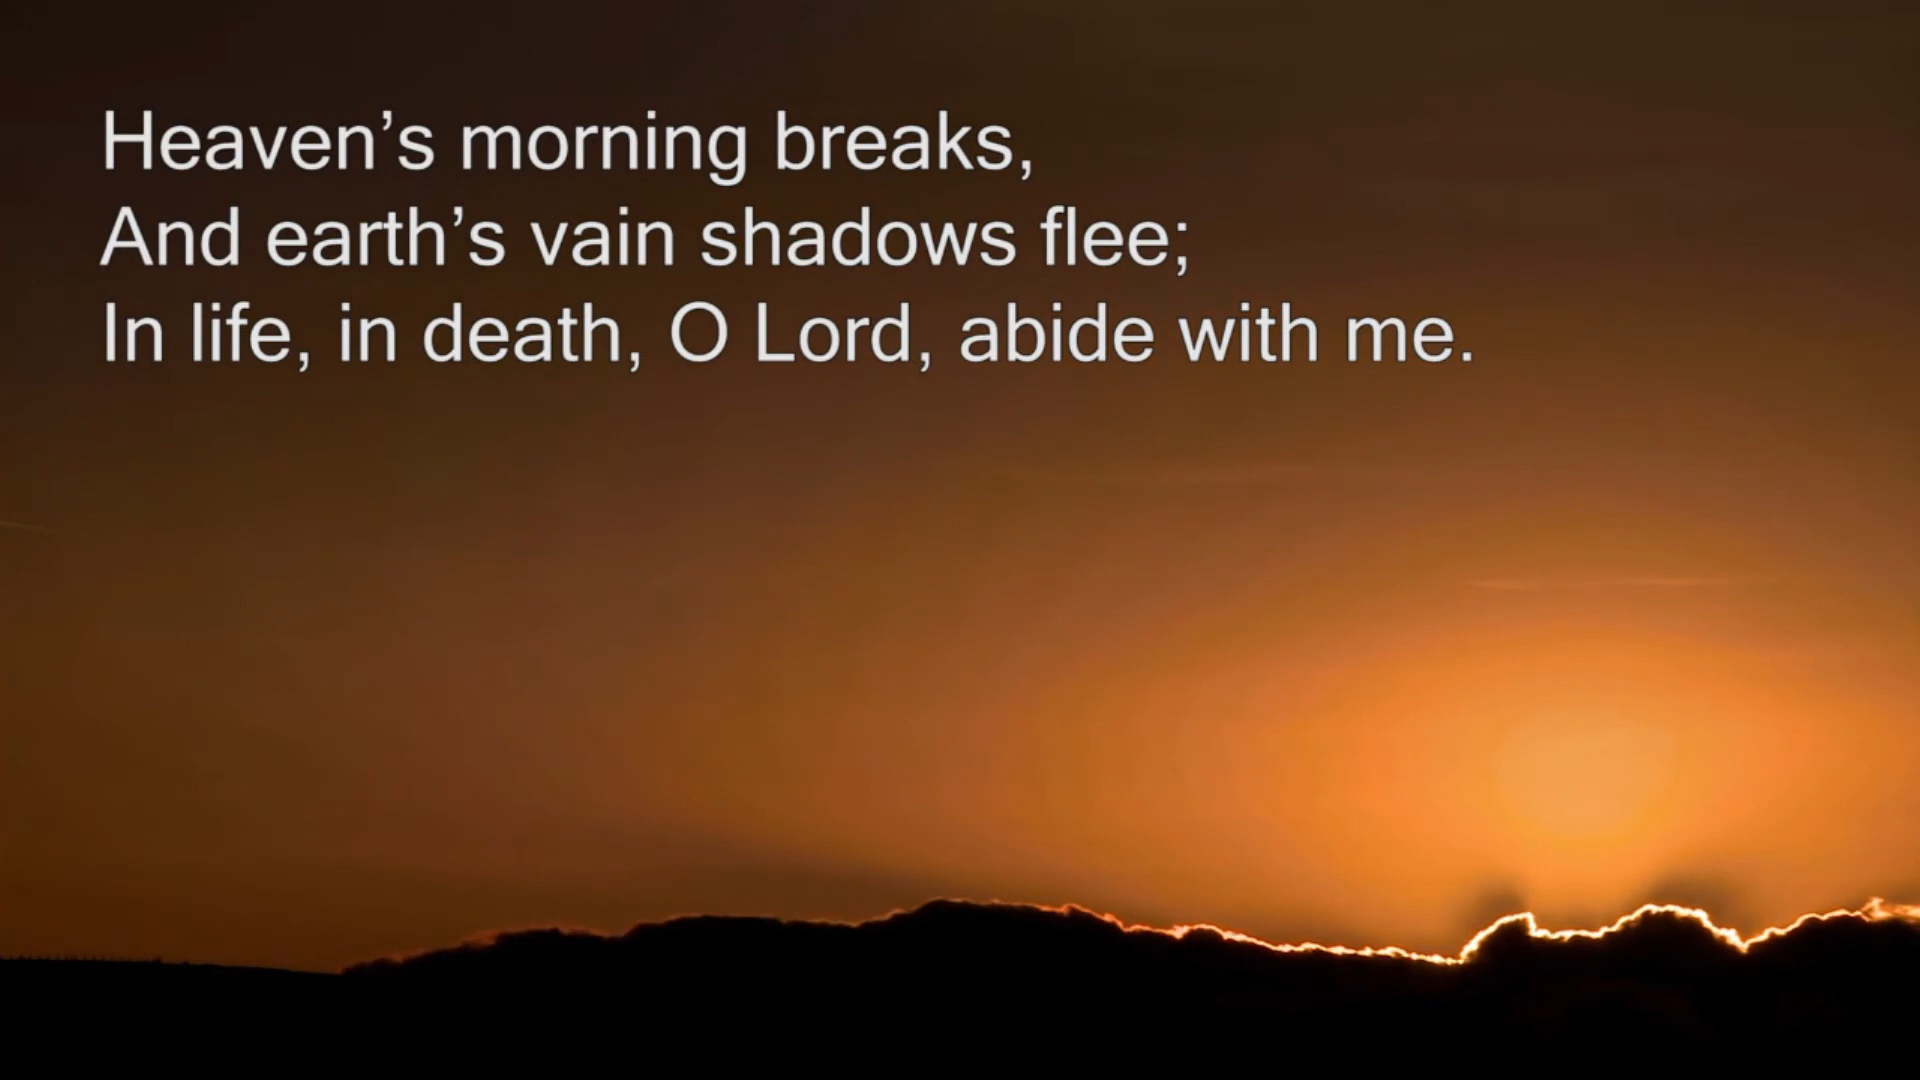 Heaven’s morning breaks,
And earth’s vain shadows flee;
In life, in death, O Lord, abide with me.